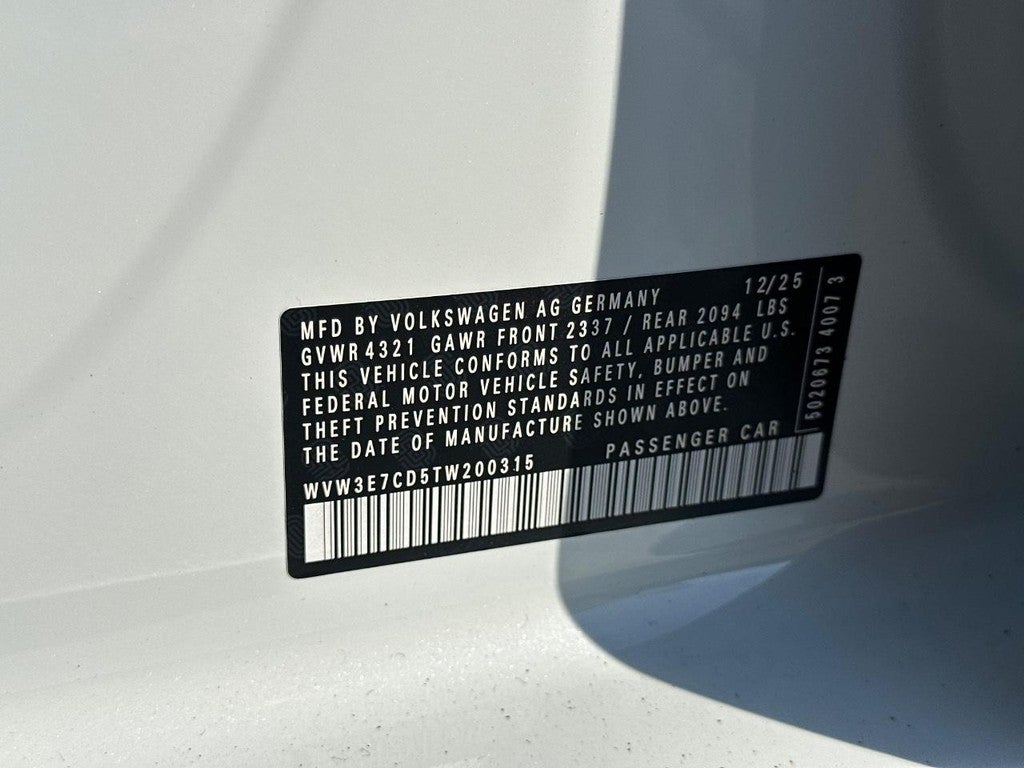 MFD BY VOLKSWAGEN AG GERMANY 12/25
GVWR 4321 GAWR FRONT 2337 / REAR 2094 LBS
THIS VEHICLE CONFORMS TO ALL APPLICABLE U.S.
FEDERAL MOTOR VEHICLE SAFETY, BUMPER AND
THEFT PREVENTION STANDARDS IN EFFECT ON
THE DATE OF MANUFACTURE SHOWN ABOVE.
PASSENGER CAR
WVW3E7CD5TW200315
5020673 4007 3